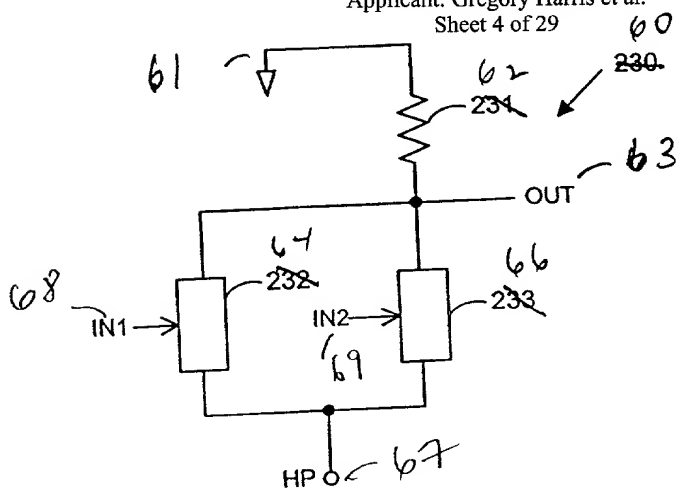 Applicant: Gregory Harris et al.
Sheet 4 of 29
60
230
61
62
231
63
OUT
64
232
66
233
68
IN1
IN2
69
HP
67